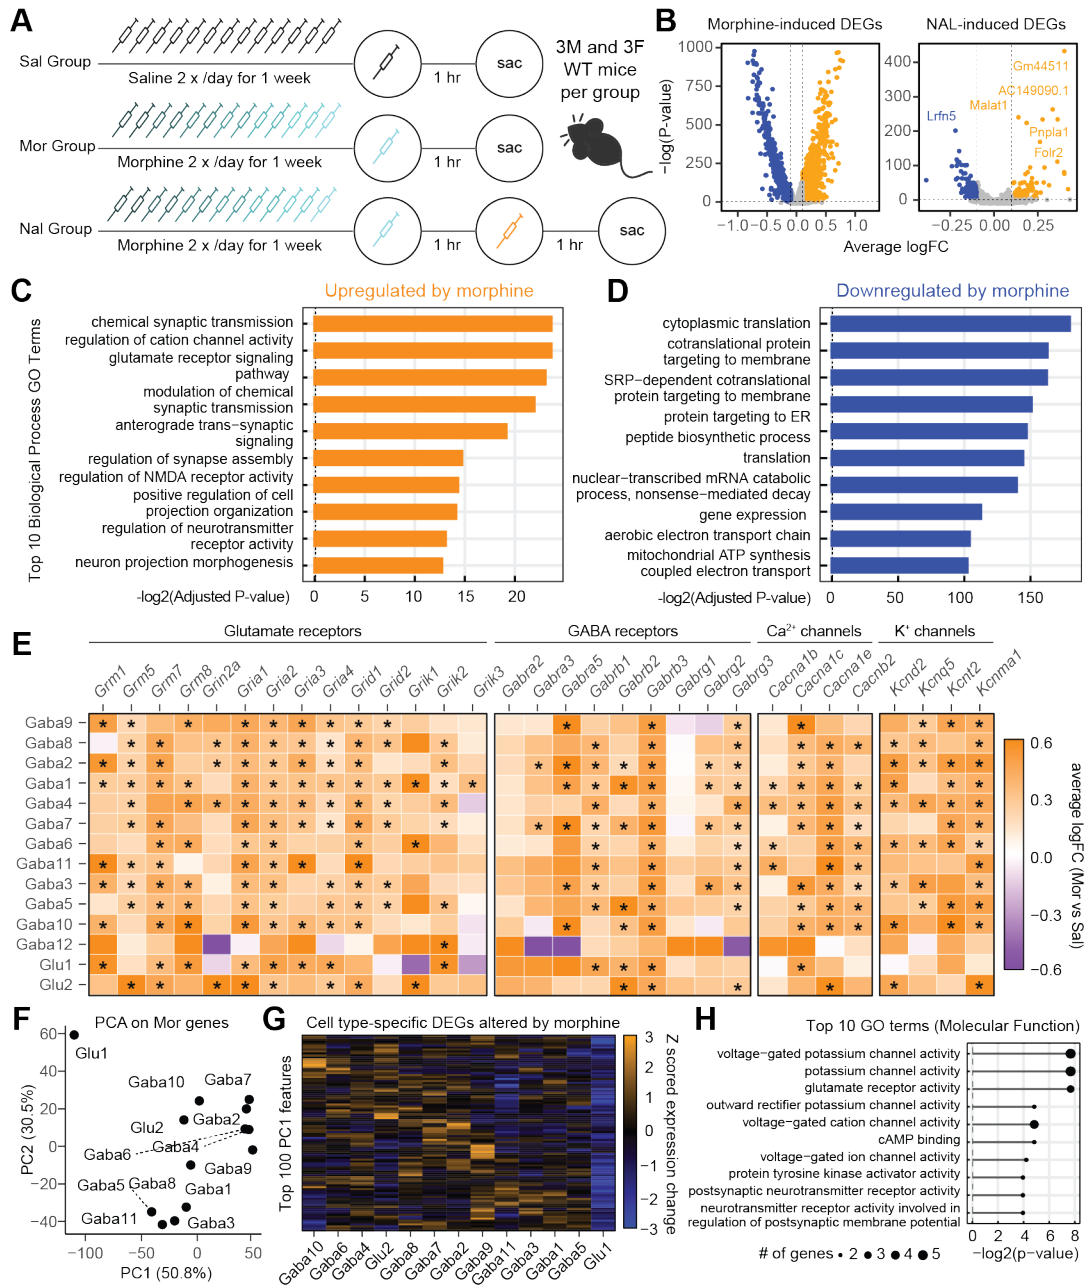 A
Sal Group
Saline 2 x /day for 1 week
1 hr
sac
Mor Group
Morphine 2 x /day for 1 week
1 hr
sac
Nal Group
Morphine 2 x /day for 1 week
1 hr
1 hr
sac
3M and 3F
WT mice
per group
B
Morphine-induced DEGs
NAL-induced DEGs
−log(P-value)
1000
750
500
250
0
−1.0
−0.5
0.0
0.5
1.0
400
300
200
100
0
−0.25
0.00
0.25
Gm44511
AC149090.1
Malat1
Lrfn5
Pnpla1
Folr2
Average logFC
C
Upregulated by morphine
Top 10 Biological Process GO Terms
chemical synaptic transmission
regulation of cation channel activity
glutamate receptor signaling
pathway
modulation of chemical
synaptic transmission
anterograde trans−synaptic
signaling
regulation of synapse assembly
regulation of NMDA receptor activity
positive regulation of cell
projection organization
regulation of neurotransmitter
receptor activity
neuron projection morphogenesis
-log2(Adjusted P-value)
0 5 10 15 20
D
Downregulated by morphine
cytoplasmic translation
cotranslational protein
targeting to membrane
SRP−dependent cotranslational
protein targeting to membrane
protein targeting to ER
peptide biosynthetic process
translation
nuclear−transcribed mRNA catabolic
process, nonsense−mediated decay
gene expression
aerobic electron transport chain
mitochondrial ATP synthesis
coupled electron transport
-log2(Adjusted P-value)
0 50 100 150
E
Glutamate receptors
GABA receptors
Ca2+ channels
K+ channels
Grm1 Grm5 Grm7 Grm8 Grin2a Gria1 Gria2 Gria3 Gria4 Grid1 Grid2 Grik1 Grik2 Grik3
Gabra2 Gabra3 Gabra5 Gabrb1 Gabrb2 Gabrb3 Gabrg1 Gabrg2 Gabrg3
Cacna1b Cacna1c Cacna1e Cacnb2
Kcnd2 Kcnq5 Kcnt2 Kcnma1
Gaba9
Gaba8
Gaba2
Gaba1
Gaba4
Gaba7
Gaba6
Gaba11
Gaba3
Gaba5
Gaba10
Gaba12
Glu1
Glu2
0.6
0.3
0.0
−0.3
−0.6
average logFC (Mor vs Sal)
F
PCA on Mor genes
PC2 (30.5%)
60
40
20
0
−20
−40
Glu1
Gaba10
Gaba7
Glu2
Gaba2
Gaba4
Gaba6
Gaba9
Gaba5
Gaba8
Gaba1
Gaba11
Gaba3
−100 −50 0 50
PC1 (50.8%)
G
Cell type-specific DEGs altered by morphine
Top 100 PC1 features
Gaba10 Gaba6 Gaba4 Glu2 Gaba8 Gaba7 Gaba2 Gaba9 Gaba11 Gaba3 Gaba1 Gaba5 Glu1
3
2
1
0
−1
−2
−3
Z scored expression change
H
Top 10 GO terms (Molecular Function)
voltage−gated potassium channel activity
potassium channel activity
glutamate receptor activity
outward rectifier potassium channel activity
voltage−gated cation channel activity
cAMP binding
voltage−gated ion channel activity
protein tyrosine kinase activator activity
postsynaptic neurotransmitter receptor activity
neurotransmitter receptor activity involved in
regulation of postsynaptic membrane potential
0 2 4 6 8
# of genes 2 3 4 5
−log2(p−value)